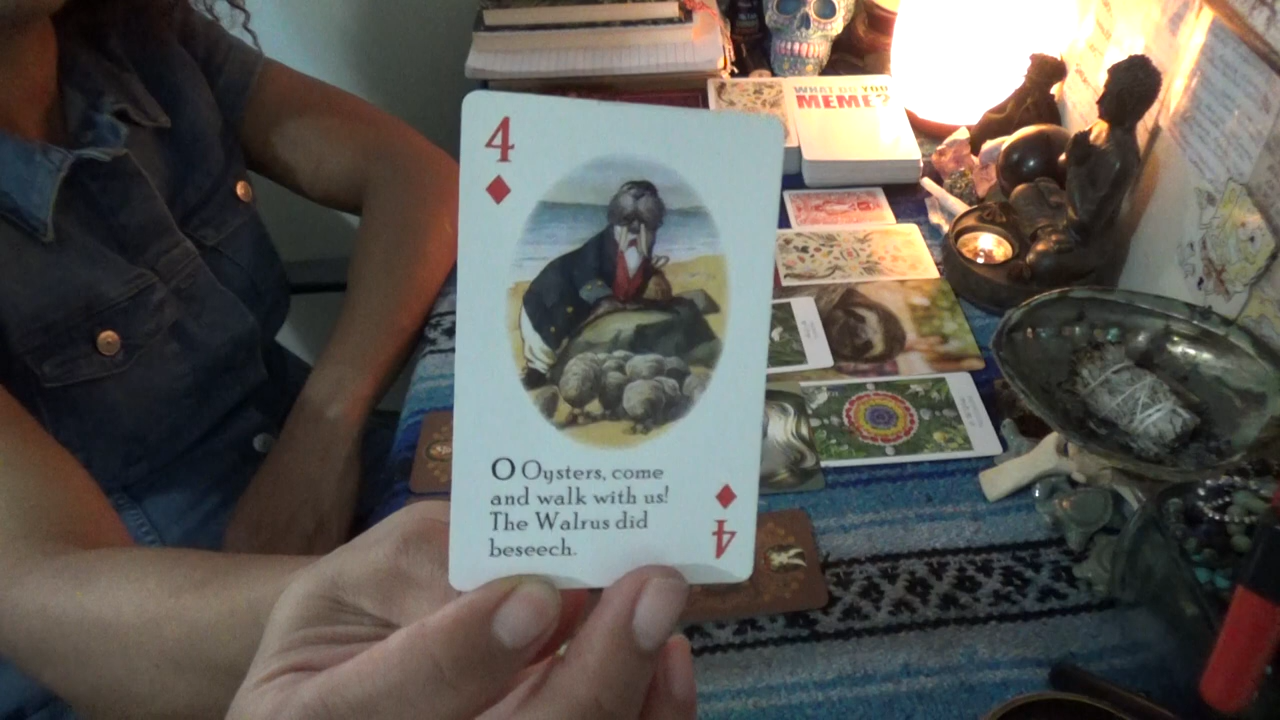 WHAT DO YOU
MEME?
4
O Oysters, come
and walk with us!
The Walrus did
beseech.
4